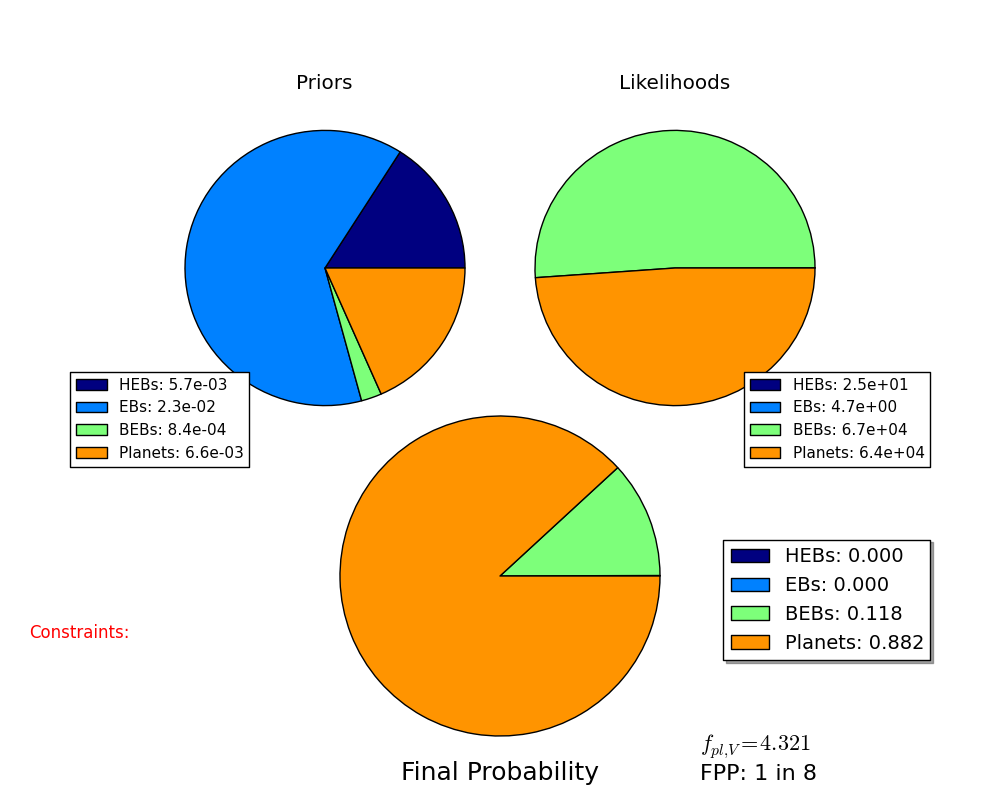 Priors
Likelihoods
HEBs: 5.7e-03
EBs: 2.3e-02
BEBs: 8.4e-04
Planets: 6.6e-03
HEBs: 2.5e+01
EBs: 4.7e+00
BEBs: 6.7e+04
Planets: 6.4e+04
HEBs: 0.000
EBs: 0.000
BEBs: 0.118
Planets: 0.882
Constraints:
f_{pl,V}=4.321
Final Probability
FPP: 1 in 8